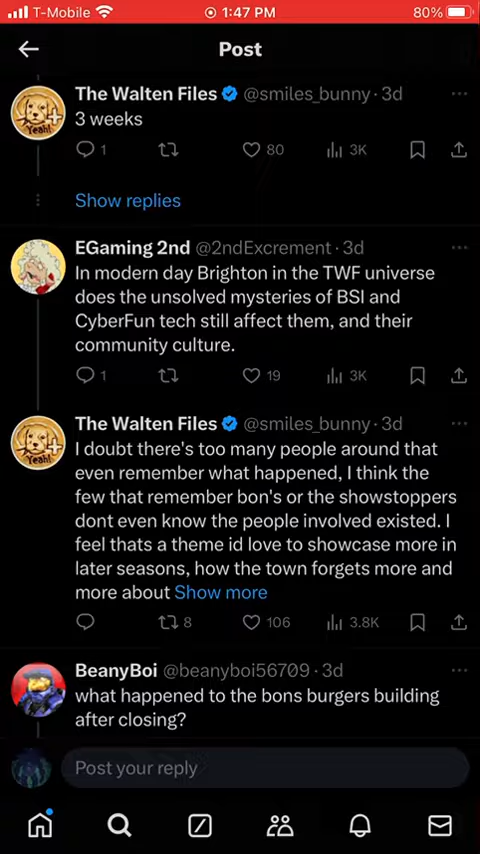 T-Mobile 1:47 PM 80%
Post
The Walten Files @smiles_bunny · 3d
3 weeks
1 80 3K
Show replies
EGaming 2nd @2ndExcrement · 3d
In modern day Brighton in the TWF universe
does the unsolved mysteries of BSI and
CyberFun tech still affect them, and their
community culture.
1 19 3K
The Walten Files @smiles_bunny · 3d
I doubt there's too many people around that
even remember what happened, I think the
few that remember bon's or the showstoppers
dont even know the people involved existed. I
feel thats a theme id love to showcase more in
later seasons, how the town forgets more and
more about Show more
8 106 3.8K
BeanyBoi @beanyboi56709 · 3d
what happened to the bons burgers building
after closing?
Post your reply
Yeah!
Yeah!